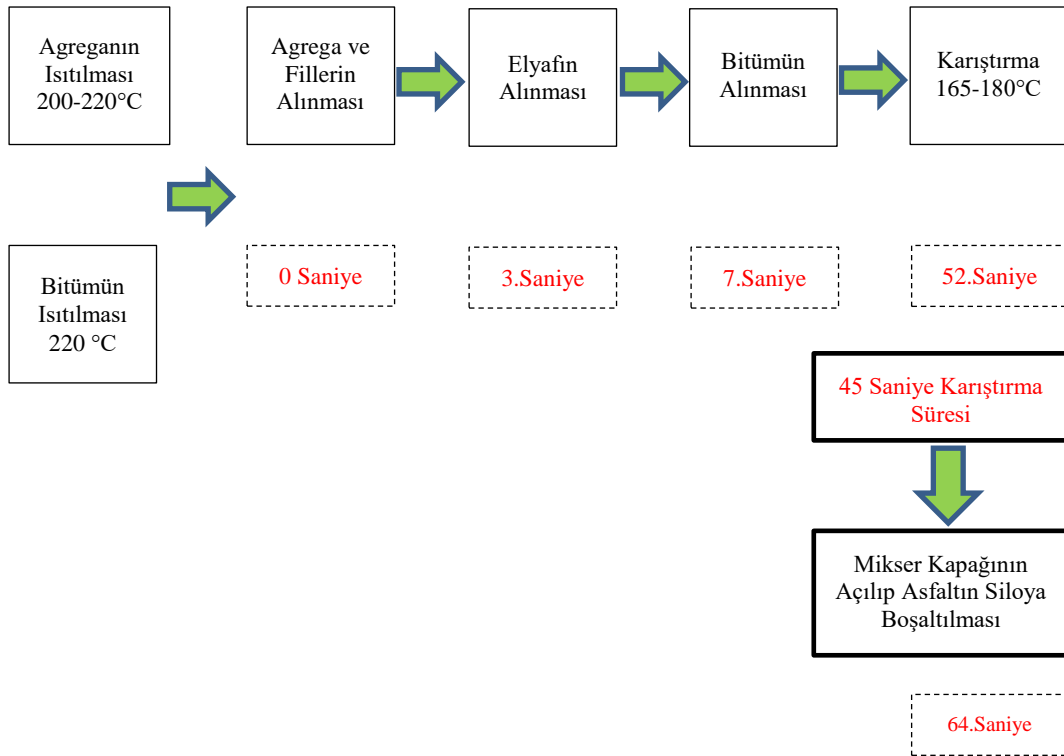 Agreganın
Isıtılması
200-220°C
Agrega ve
Fillerin
Alınması
Elyafın
Alınması
Bitümün
Alınması
Karıştırma
165-180°C
Bitümün
Isıtılması
220 °C
0 Saniye
3.Saniye
7.Saniye
52.Saniye
45 Saniye Karıştırma
Süresi
Mikser Kapağının
Açılıp Asfaltın Siloya
Boşaltılması
64.Saniye